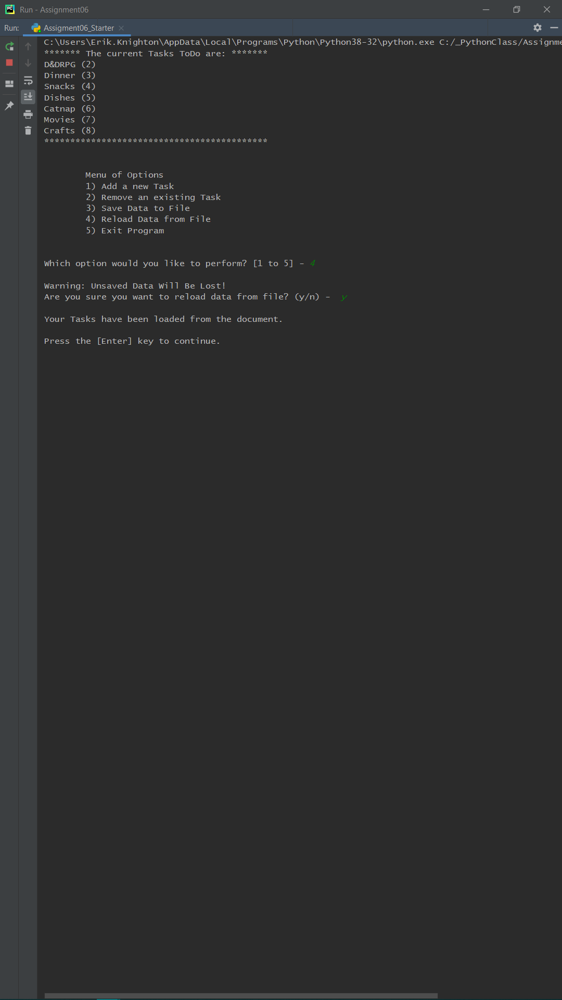 PC Run - Assignment06
Run: Assigment06_Starter
C:\Users\Erik.Knighton\AppData\Local\Programs\Python\Python38-32\python.exe C:/_PythonClass/Assignme
******* The current Tasks ToDo are: *******
D&DRPG (2)
Dinner (3)
Snacks (4)
Dishes (5)
Catnap (6)
Movies (7)
Crafts (8)
*******************************************
Menu of Options
1) Add a new Task
2) Remove an existing Task
3) Save Data to File
4) Reload Data from File
5) Exit Program
Which option would you like to perform? [1 to 5] - 4
Warning: Unsaved Data Will Be Lost!
Are you sure you want to reload data from file? (y/n) -  y
Your Tasks have been loaded from the document.
Press the [Enter] key to continue.